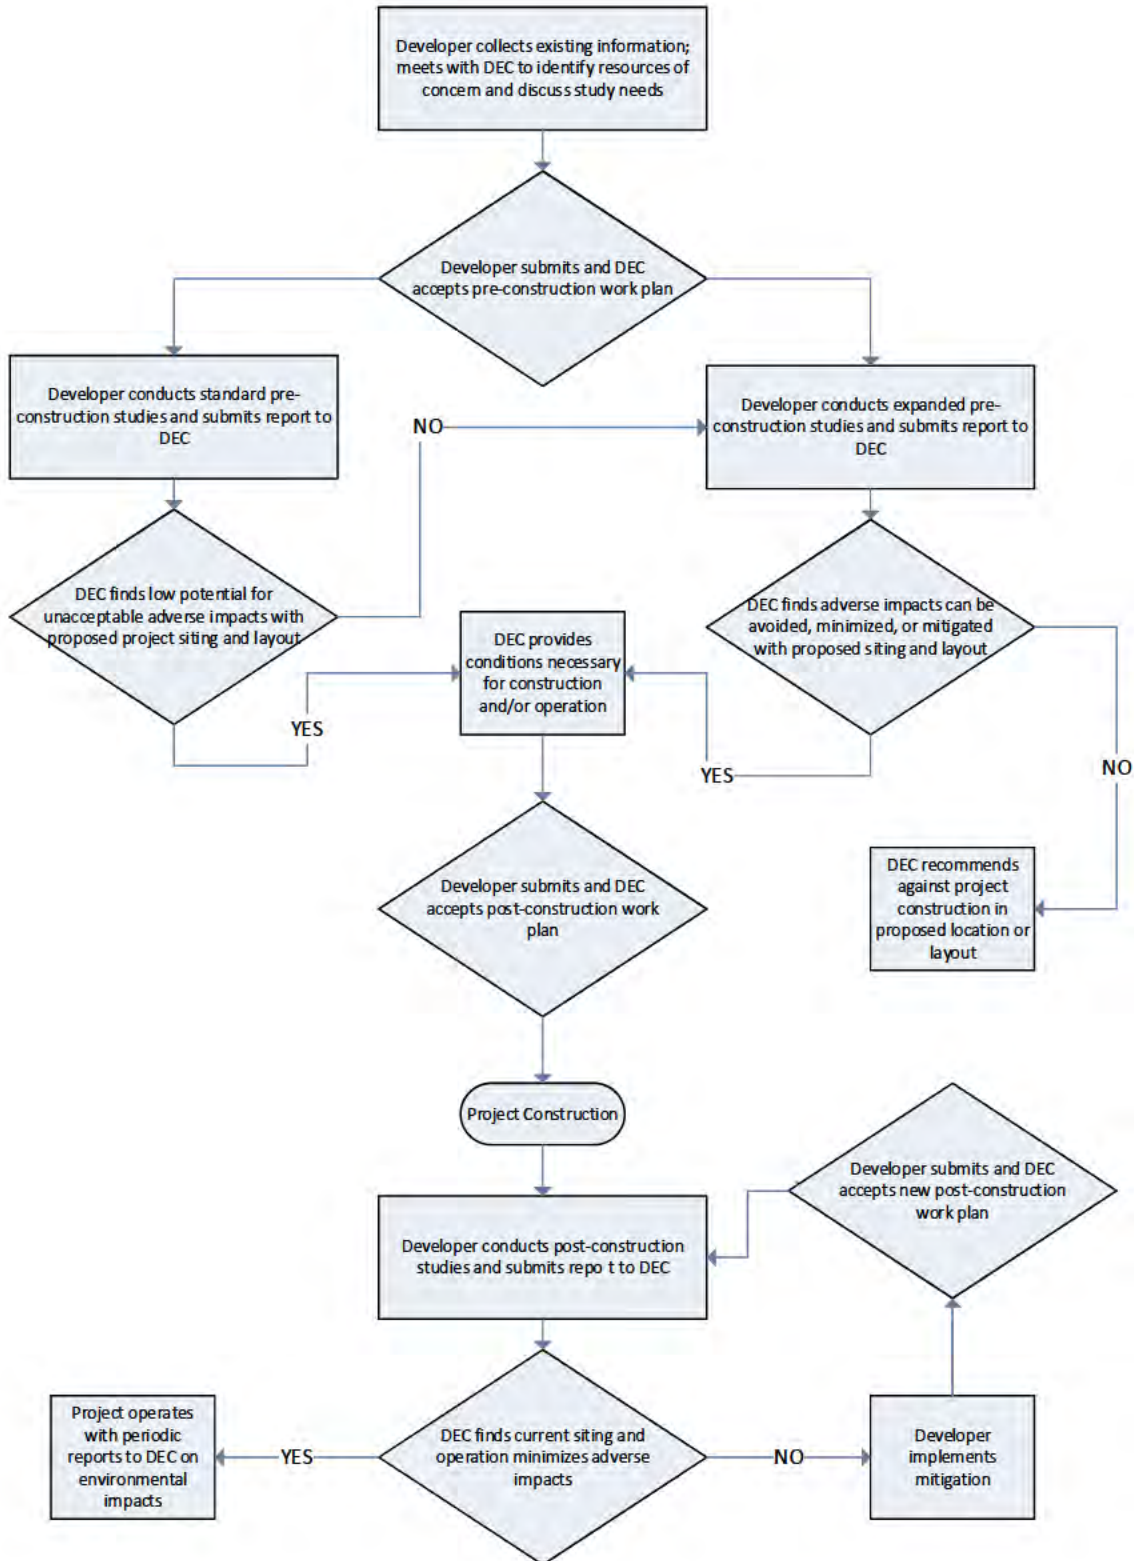 Developer collects existing information;
meets with DEC to identify resources of
concern and discuss study needs
Developer submits and DEC
accepts pre-construction work plan
Developer conducts standard pre-
construction studies and submits report to
DEC
NO
Developer conducts expanded pre-
construction studies and submits report to
DEC
DEC finds low potential for
unacceptable adverse impacts with
proposed project siting and layout
DEC provides
conditions necessary
for construction
and/or operation
DEC finds adverse impacts can be
avoided, minimized, or mitigated
with proposed siting and layout
YES
YES
NO
Developer submits and DEC
accepts post-construction work
plan
DEC recommends
against project
construction in
proposed location or
layout
Project Construction
Developer submits and DEC
accepts new post-construction
work plan
Developer conducts post-construction
studies and submits repo t to DEC
Project operates
with periodic
reports to DEC on
environmental
impacts
YES
DEC finds current siting and
operation minimizes adverse
impacts
NO
Developer
implements
mitigation